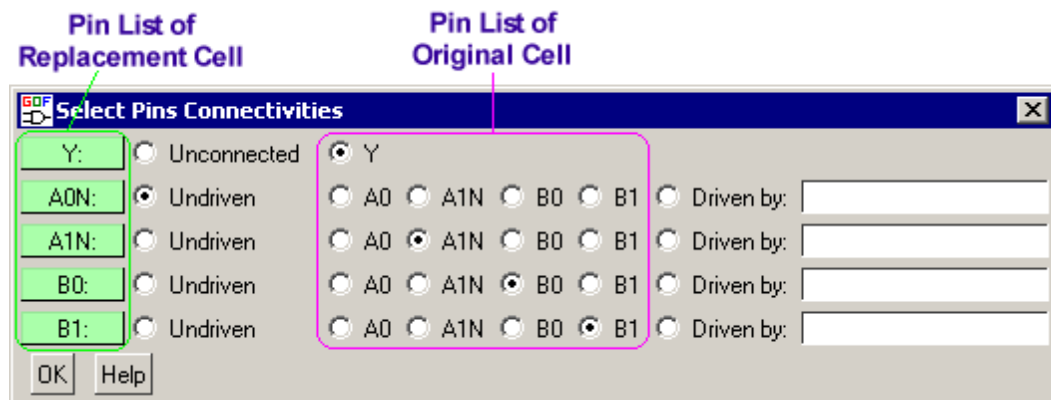 Pin List of Replacement Cell
Pin List of Original Cell
GOF Select Pins Connectivities
Y: Unconnected Y
A0N: Undriven A0 A1N B0 B1 Driven by:
A1N: Undriven A0 A1N B0 B1 Driven by:
B0: Undriven A0 A1N B0 B1 Driven by:
B1: Undriven A0 A1N B0 B1 Driven by:
OK Help